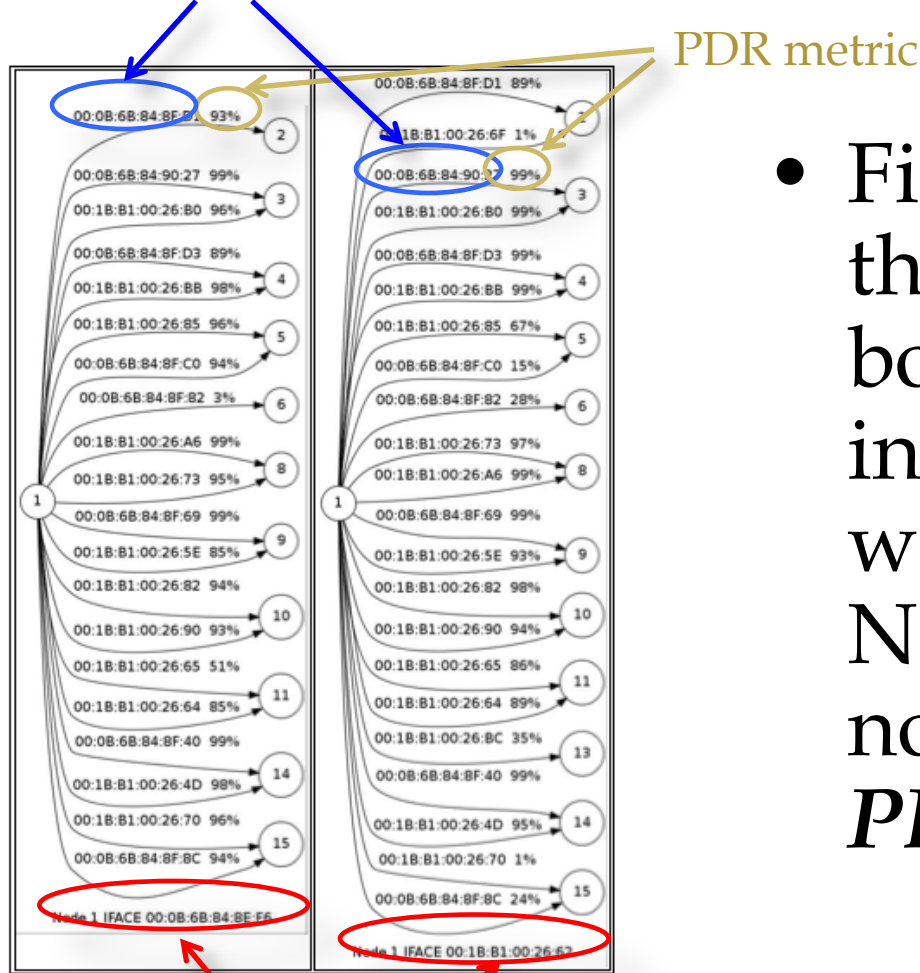 PDR metric
00:0B:6B:84:8F:D1 93%
2
00:0B:6B:84:90:27 99%
3
00:1B:B1:00:26:B0 96%
00:0B:6B:84:8F:D3 89%
4
00:1B:B1:00:26:BB 98%
00:1B:B1:00:26:85 96%
5
00:0B:6B:84:8F:C0 94%
00:0B:6B:84:8F:82 3%
6
00:1B:B1:00:26:A6 99%
8
00:1B:B1:00:26:73 95%
1
00:0B:6B:84:8F:69 99%
9
00:1B:B1:00:26:5E 85%
00:1B:B1:00:26:82 94%
10
00:1B:B1:00:26:90 93%
00:1B:B1:00:26:65 51%
11
00:1B:B1:00:26:64 85%
00:0B:6B:84:8F:40 99%
14
00:1B:B1:00:26:4D 98%
00:1B:B1:00:26:70 96%
15
00:0B:6B:84:8F:8C 94%
Node 1 IFACE 00:0B:6B:84:8E:F6
00:0B:6B:84:8F:D1 89%
00:1B:B1:00:26:6F 1%
00:0B:6B:84:90:27 99%
3
00:1B:B1:00:26:B0 99%
00:0B:6B:84:8F:D3 99%
4
00:1B:B1:00:26:BB 99%
00:1B:B1:00:26:85 67%
5
00:0B:6B:84:8F:C0 15%
00:0B:6B:84:8F:82 28%
6
00:1B:B1:00:26:73 97%
8
00:1B:B1:00:26:A6 99%
1
00:0B:6B:84:8F:69 99%
9
00:1B:B1:00:26:5E 93%
00:1B:B1:00:26:82 98%
10
00:1B:B1:00:26:90 94%
00:1B:B1:00:26:65 86%
11
00:1B:B1:00:26:64 89%
00:1B:B1:00:26:BC 35%
13
00:0B:6B:84:8F:40 99%
14
00:1B:B1:00:26:4D 95%
00:1B:B1:00:26:70 1%
15
00:0B:6B:84:8F:8C 24%
Node 1 IFACE 00:1B:B1:00:26:62
• Fi
th
bo
in
w
N
no